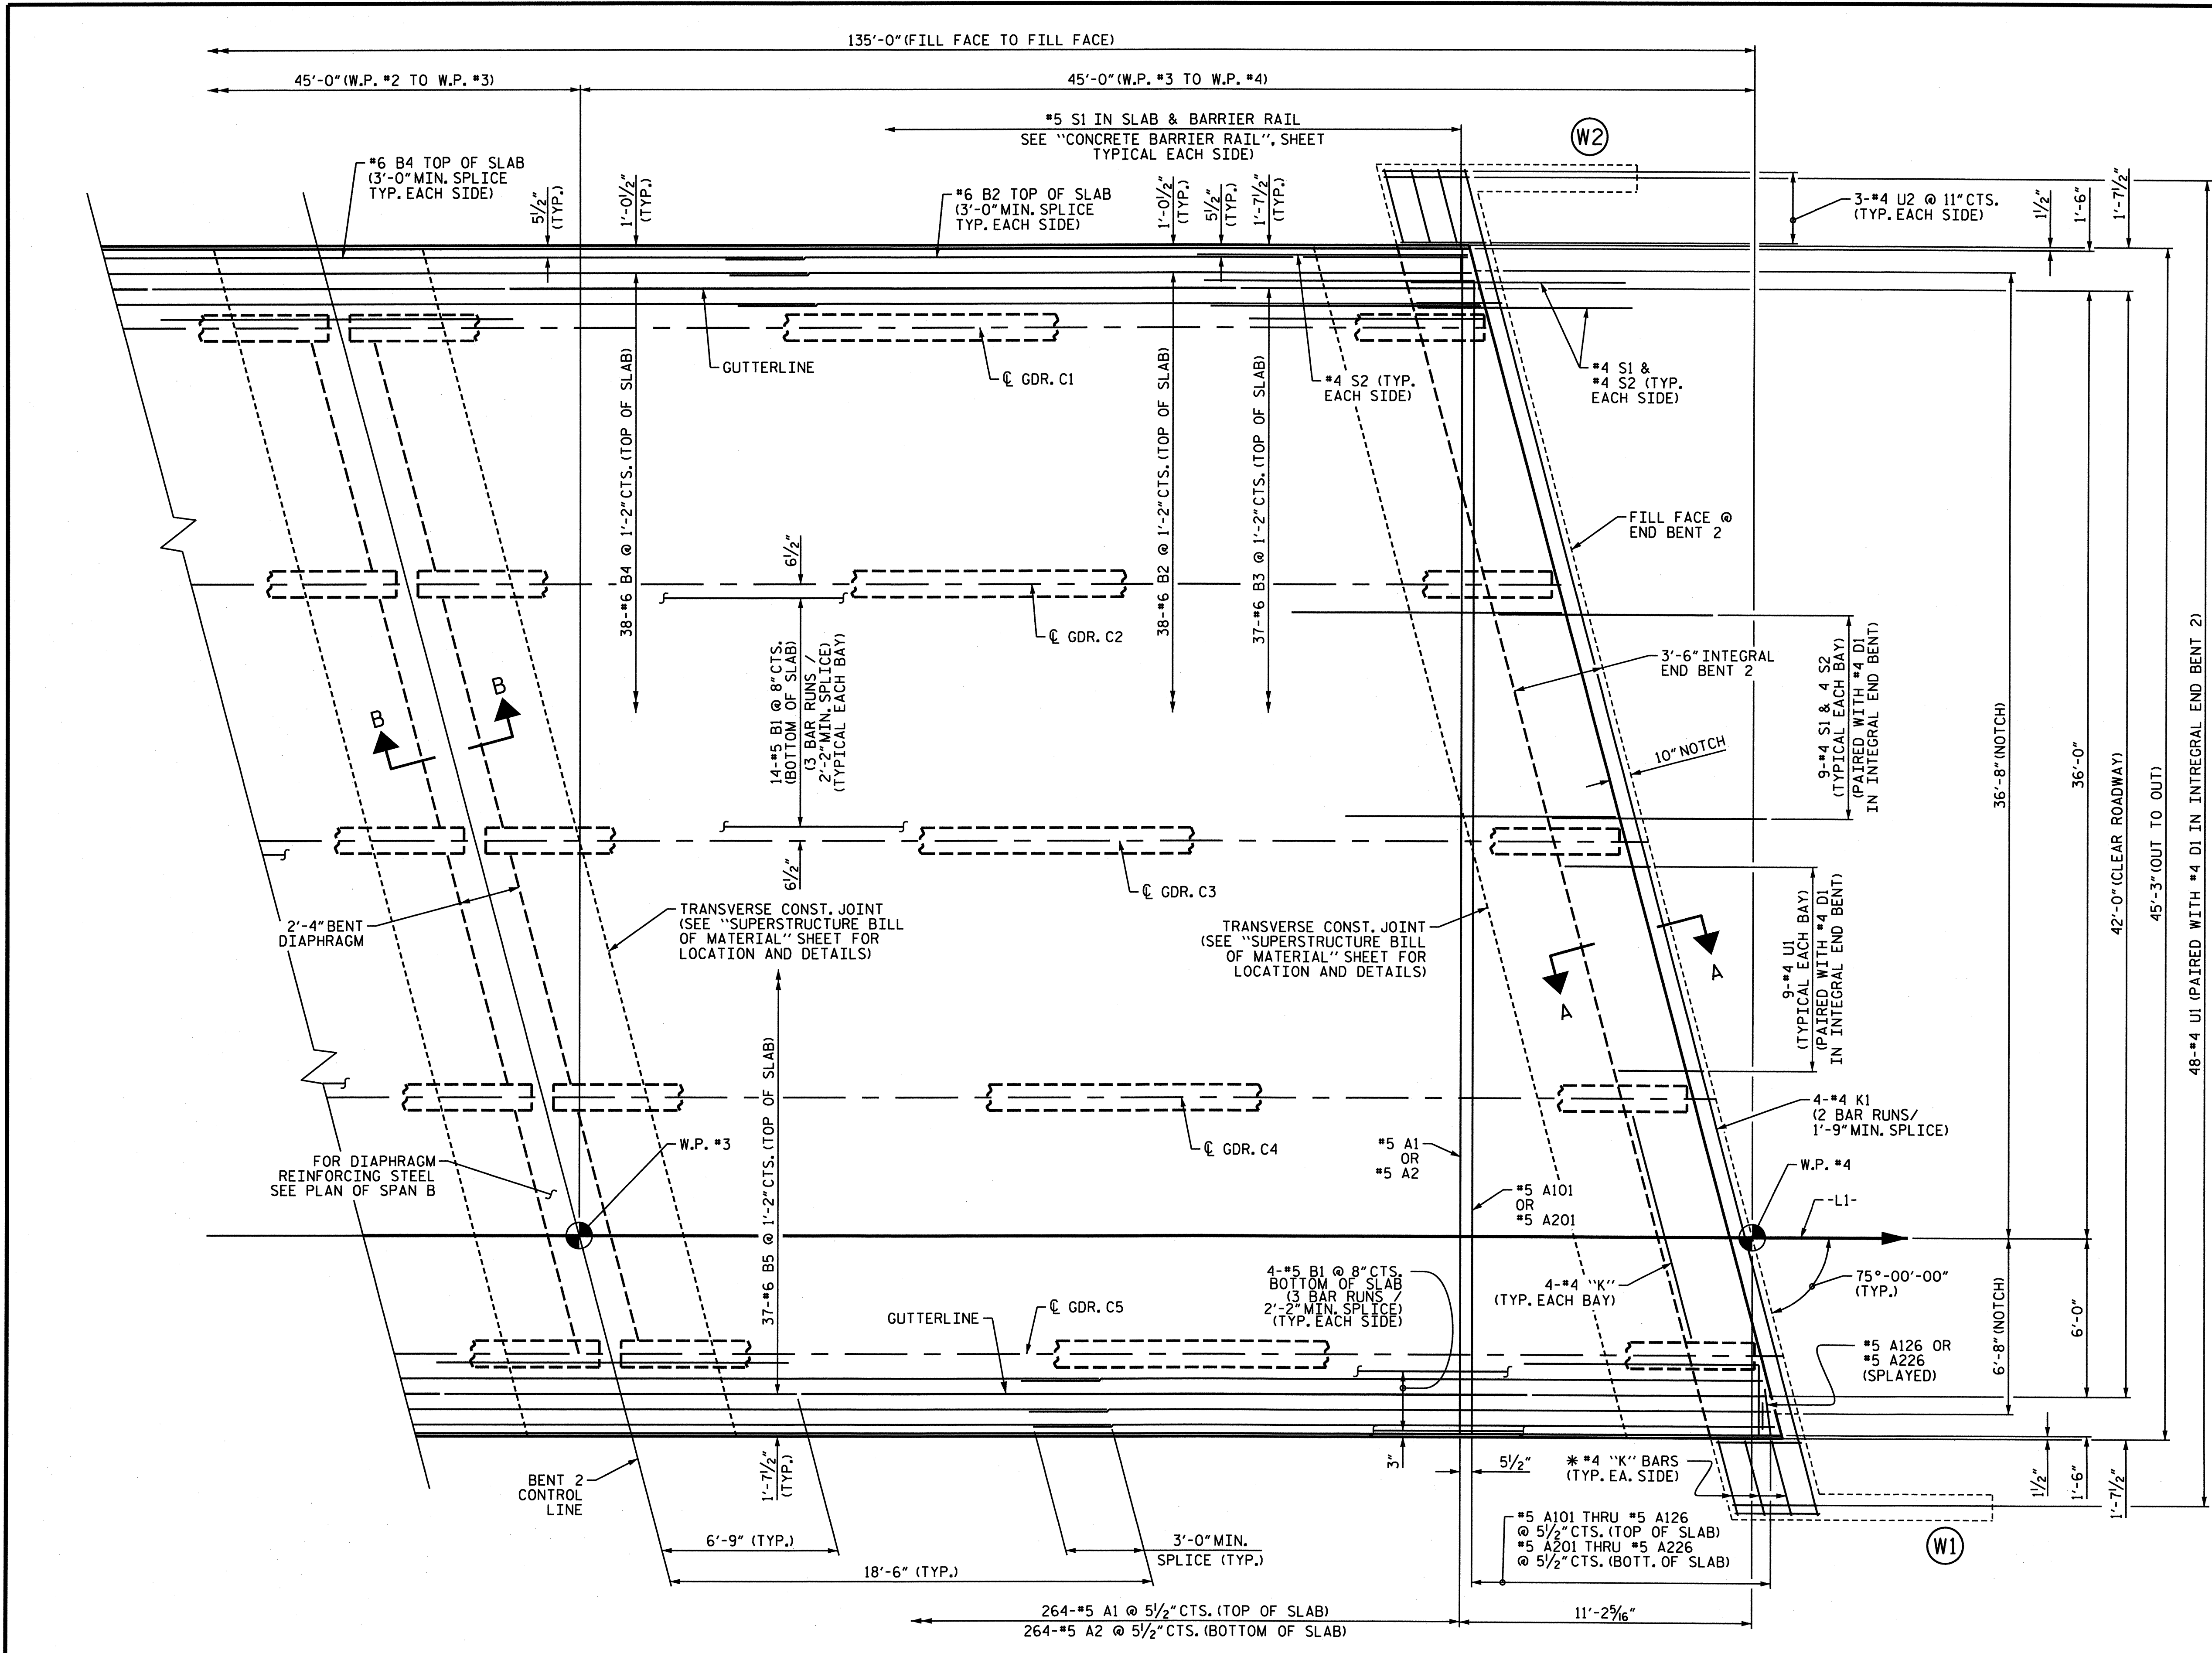 135'-0" (FILL FACE TO FILL FACE)
45'-0" (W.P. #2 TO W.P. #3)
45'-0" (W.P. #3 TO W.P. #4)
#5 S1 IN SLAB & BARRIER RAIL
SEE ‘‘CONCRETE BARRIER RAIL’’, SHEET
TYPICAL EACH SIDE)
W2
#6 B4 TOP OF SLAB
(3'-0" MIN. SPLICE
TYP. EACH SIDE)
5½"
(TYP.)
1'-0½"
(TYP.)
#6 B2 TOP OF SLAB
(3'-0" MIN. SPLICE
TYP. EACH SIDE)
1'-0½"
(TYP.)
5½"
(TYP.)
1'-7½"
(TYP.)
3-#4 U2 @ 11" CTS.
(TYP. EACH SIDE)
1½"
1'-6"
1'-7½"
GUTTERLINE
℄ GDR. C1
#4 S2 (TYP.
EACH SIDE)
#4 S1 &
#4 S2 (TYP.
EACH SIDE)
38-#6 B4 @ 1'-2" CTS. (TOP OF SLAB)
38-#6 B2 @ 1'-2" CTS. (TOP OF SLAB)
37-#6 B3 @ 1'-2" CTS. (TOP OF SLAB)
FILL FACE @
END BENT 2
6½"
℄ GDR. C2
14-#5 B1 @ 8" CTS.
(BOTTOM OF SLAB)
(3 BAR RUNS /
2'-2" MIN. SPLICE)
(TYPICAL EACH BAY)
3'-6" INTEGRAL
END BENT 2
9-#4 S1 & 4 S2
(TYPICAL EACH BAY)
(PAIRED WITH #4 D1
IN INTEGRAL END BENT)
B
B
10" NOTCH
36'-8" (NOTCH)
36'-0"
42'-0" (CLEAR ROADWAY)
45'-3" (OUT TO OUT)
48-#4 U1 (PAIRED WITH #4 D1 IN INTREGRAL END BENT 2)
6½"
℄ GDR. C3
2'-4" BENT
DIAPHRAGM
TRANSVERSE CONST. JOINT
(SEE ‘‘SUPERSTRUCTURE BILL
OF MATERIAL’’ SHEET FOR
LOCATION AND DETAILS)
TRANSVERSE CONST. JOINT
(SEE ‘‘SUPERSTRUCTURE BILL
OF MATERIAL’’ SHEET FOR
LOCATION AND DETAILS)
A
A
9-#4 U1
(TYPICAL EACH BAY)
(PAIRED WITH #4 D1
IN INTEGRAL END BENT)
37-#6 B5 @ 1'-2" CTS. (TOP OF SLAB)
4-#4 K1
(2 BAR RUNS/
1'-9" MIN. SPLICE)
W.P. #3
℄ GDR. C4
#5 A1
OR
#5 A2
FOR DIAPHRAGM
REINFORCING STEEL
SEE PLAN OF SPAN B
W.P. #4
#5 A101
OR
#5 A201
-L1-
4-#5 B1 @ 8" CTS.
BOTTOM OF SLAB
(3 BAR RUNS /
2'-2" MIN. SPLICE)
(TYP. EACH SIDE)
4-#4 ‘‘K’’
(TYP. EACH BAY)
75°-00'-00"
(TYP.)
GUTTERLINE
℄ GDR. C5
6'-8" (NOTCH)
6'-0"
#5 A126 OR
#5 A226
(SPLAYED)
1'-7½"
(TYP.)
3"
5½"
* #4 ‘‘K’’ BARS
(TYP. EA. SIDE)
1½"
1'-6"
1'-7½"
BENT 2
CONTROL
LINE
6'-9" (TYP.)
3'-0" MIN.
SPLICE (TYP.)
#5 A101 THRU #5 A126
@ 5½" CTS. (TOP OF SLAB)
#5 A201 THRU #5 A226
@ 5½" CTS. (BOTT. OF SLAB)
W1
18'-6" (TYP.)
264-#5 A1 @ 5½" CTS. (TOP OF SLAB)
264-#5 A2 @ 5½" CTS. (BOTTOM OF SLAB)
11'-2⁵⁄₁₆"